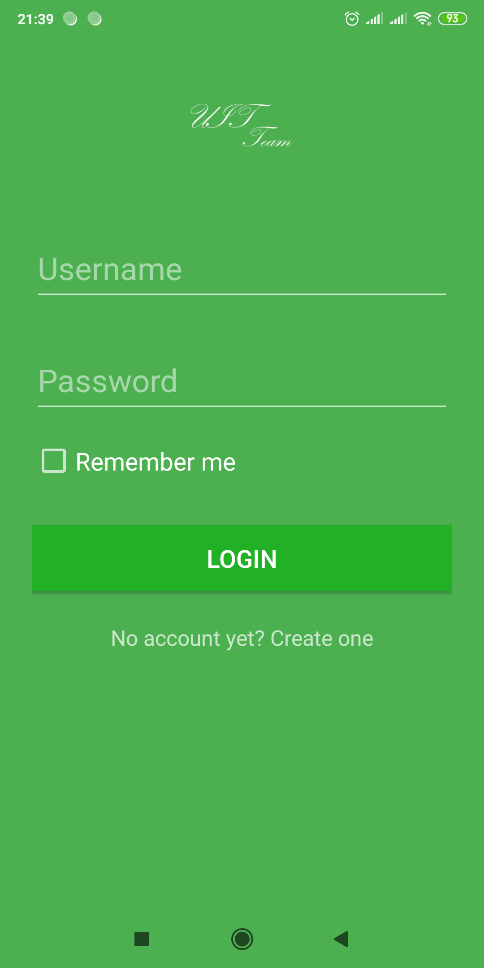 21:39
93
UIT
Team
Username
Password
Remember me
LOGIN
No account yet? Create one